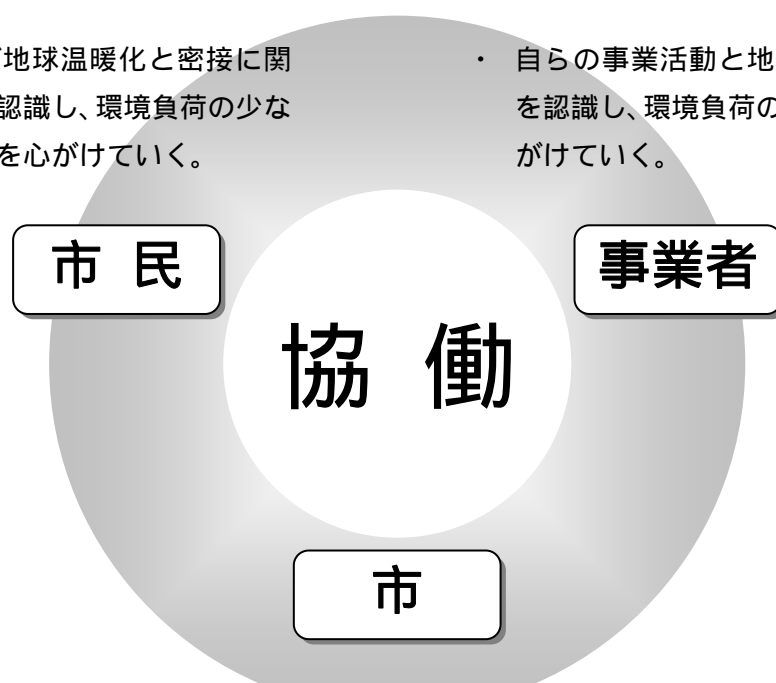 地球温暖化と密接に関
認識し、環境負荷の少な
を心がけていく。
・ 自らの事業活動と地
を認識し、環境負荷の
がけていく。
市 民
事業者
協 働
市